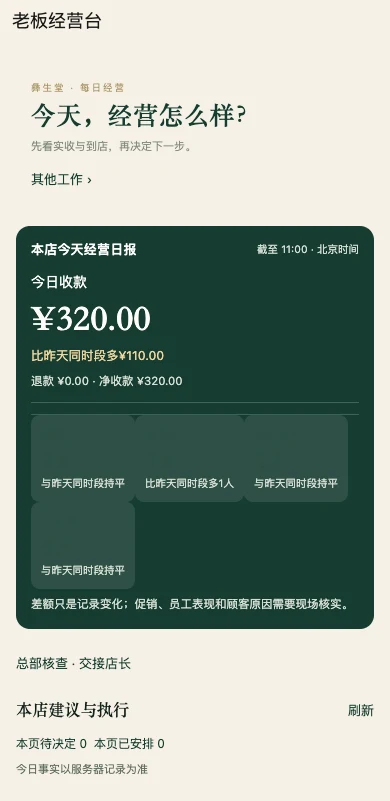 老板经营台
彝生堂 · 每日经营
今天，经营怎么样?
先看实收与到店，再决定下一步。
其他工作 ›
本店今天经营日报
截至 11:00 · 北京时间
今日收款
¥320.00
比昨天同时段多¥110.00
退款 ¥0.00 · 净收款 ¥320.00
与昨天同时段持平
比昨天同时段多1人
与昨天同时段持平
与昨天同时段持平
差额只是记录变化；促销、员工表现和顾客原因需要现场核实。
总部核查 · 交接店长
本店建议与执行
刷新
本页待决定 0 本页已安排 0
今日事实以服务器记录为准